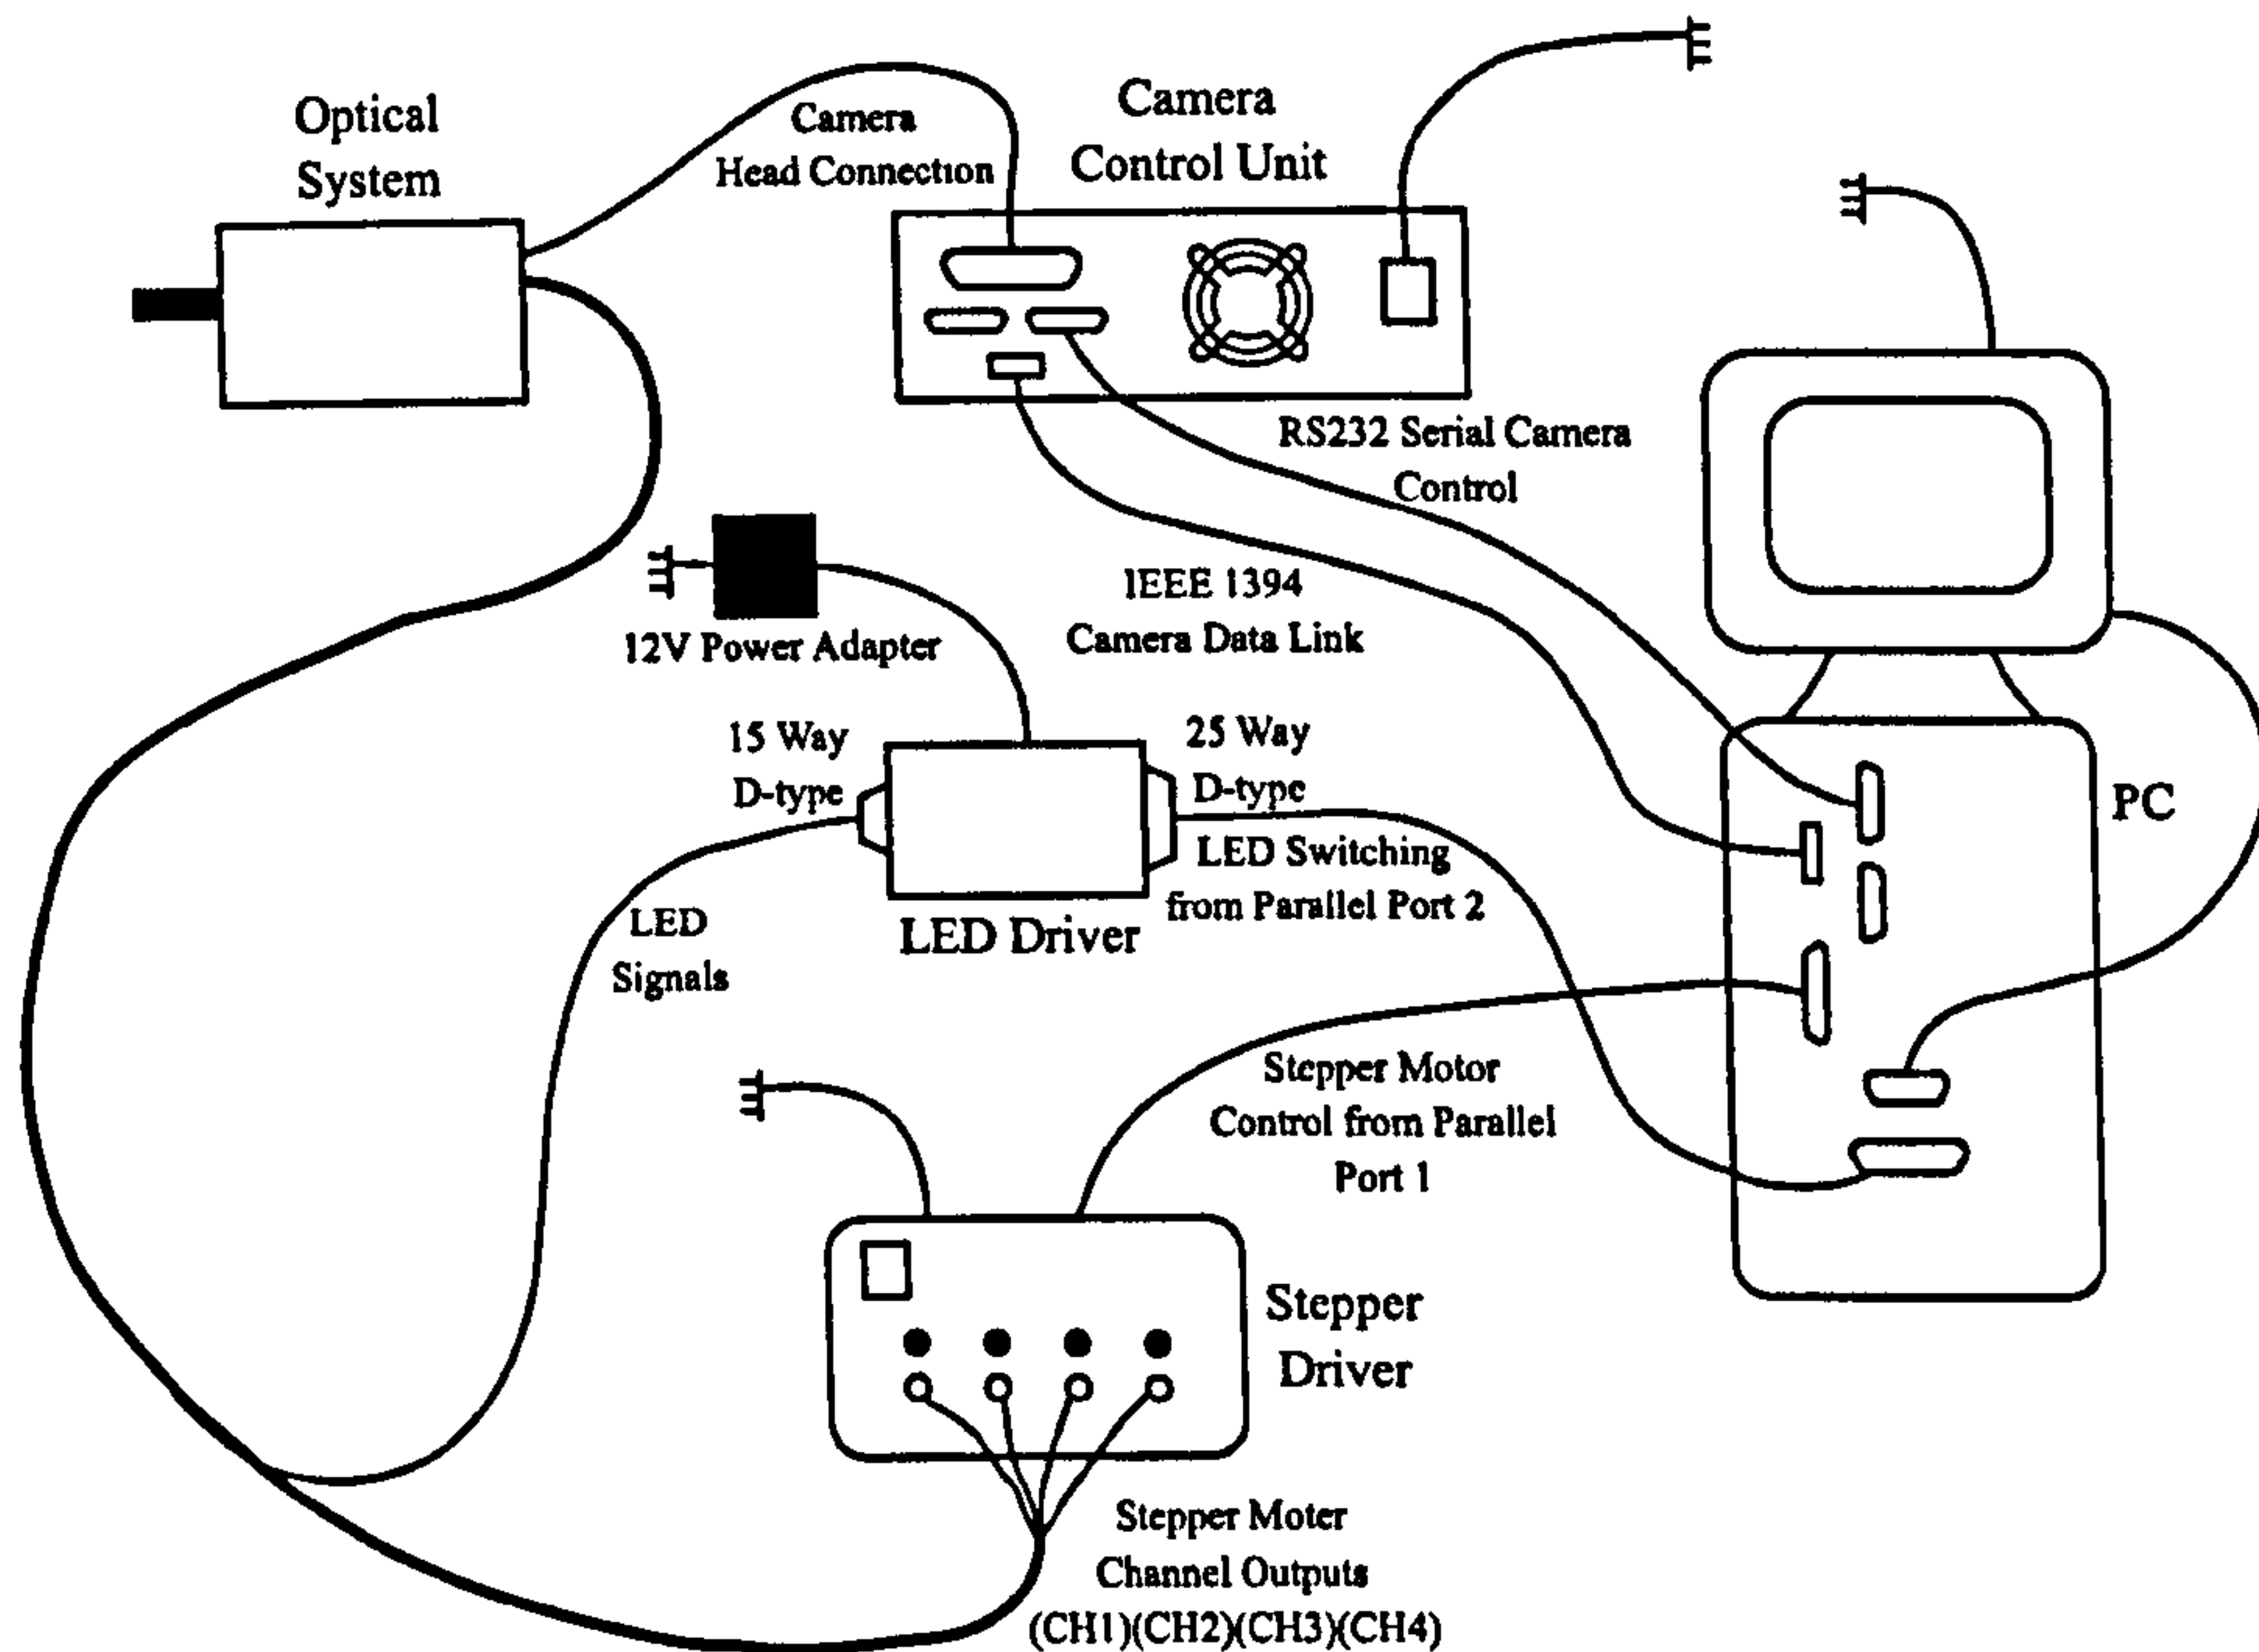 Optical
System
Camera
Head Connection
Camera
Control Unit
RS232 Serial Camera
Control
IEEE 1394
Camera Data Link
12V Power Adapter
15 Way
D-type
25 Way
D-type
LED Switching
from Parallel Port 2
LED Driver
LED
Signals
PC
Stepper Motor
Control from Parallel
Port 1
Stepper
Driver
Stepper Moter
Channel Outputs
(CH1)(CH2)(CH3)(CH4)